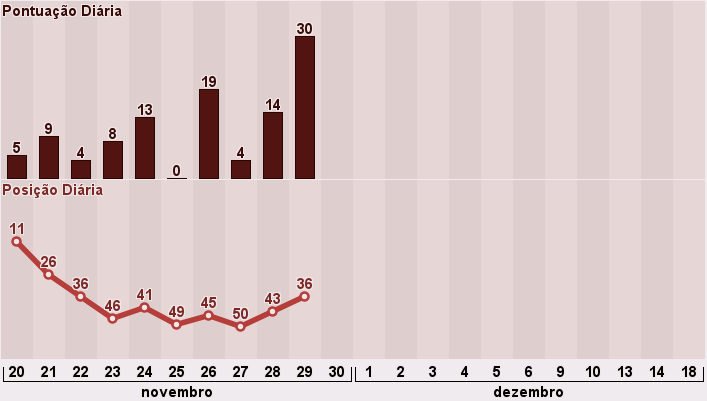 Pontuação Diária
5 9 4 8 13 0 19 4 14 30
Posição Diária
11 26 36 46 41 49 45 50 43 36
20 21 22 23 24 25 26 27 28 29 30 1 2 3 4 5 6 9 10 13 14 18
novembro dezembro